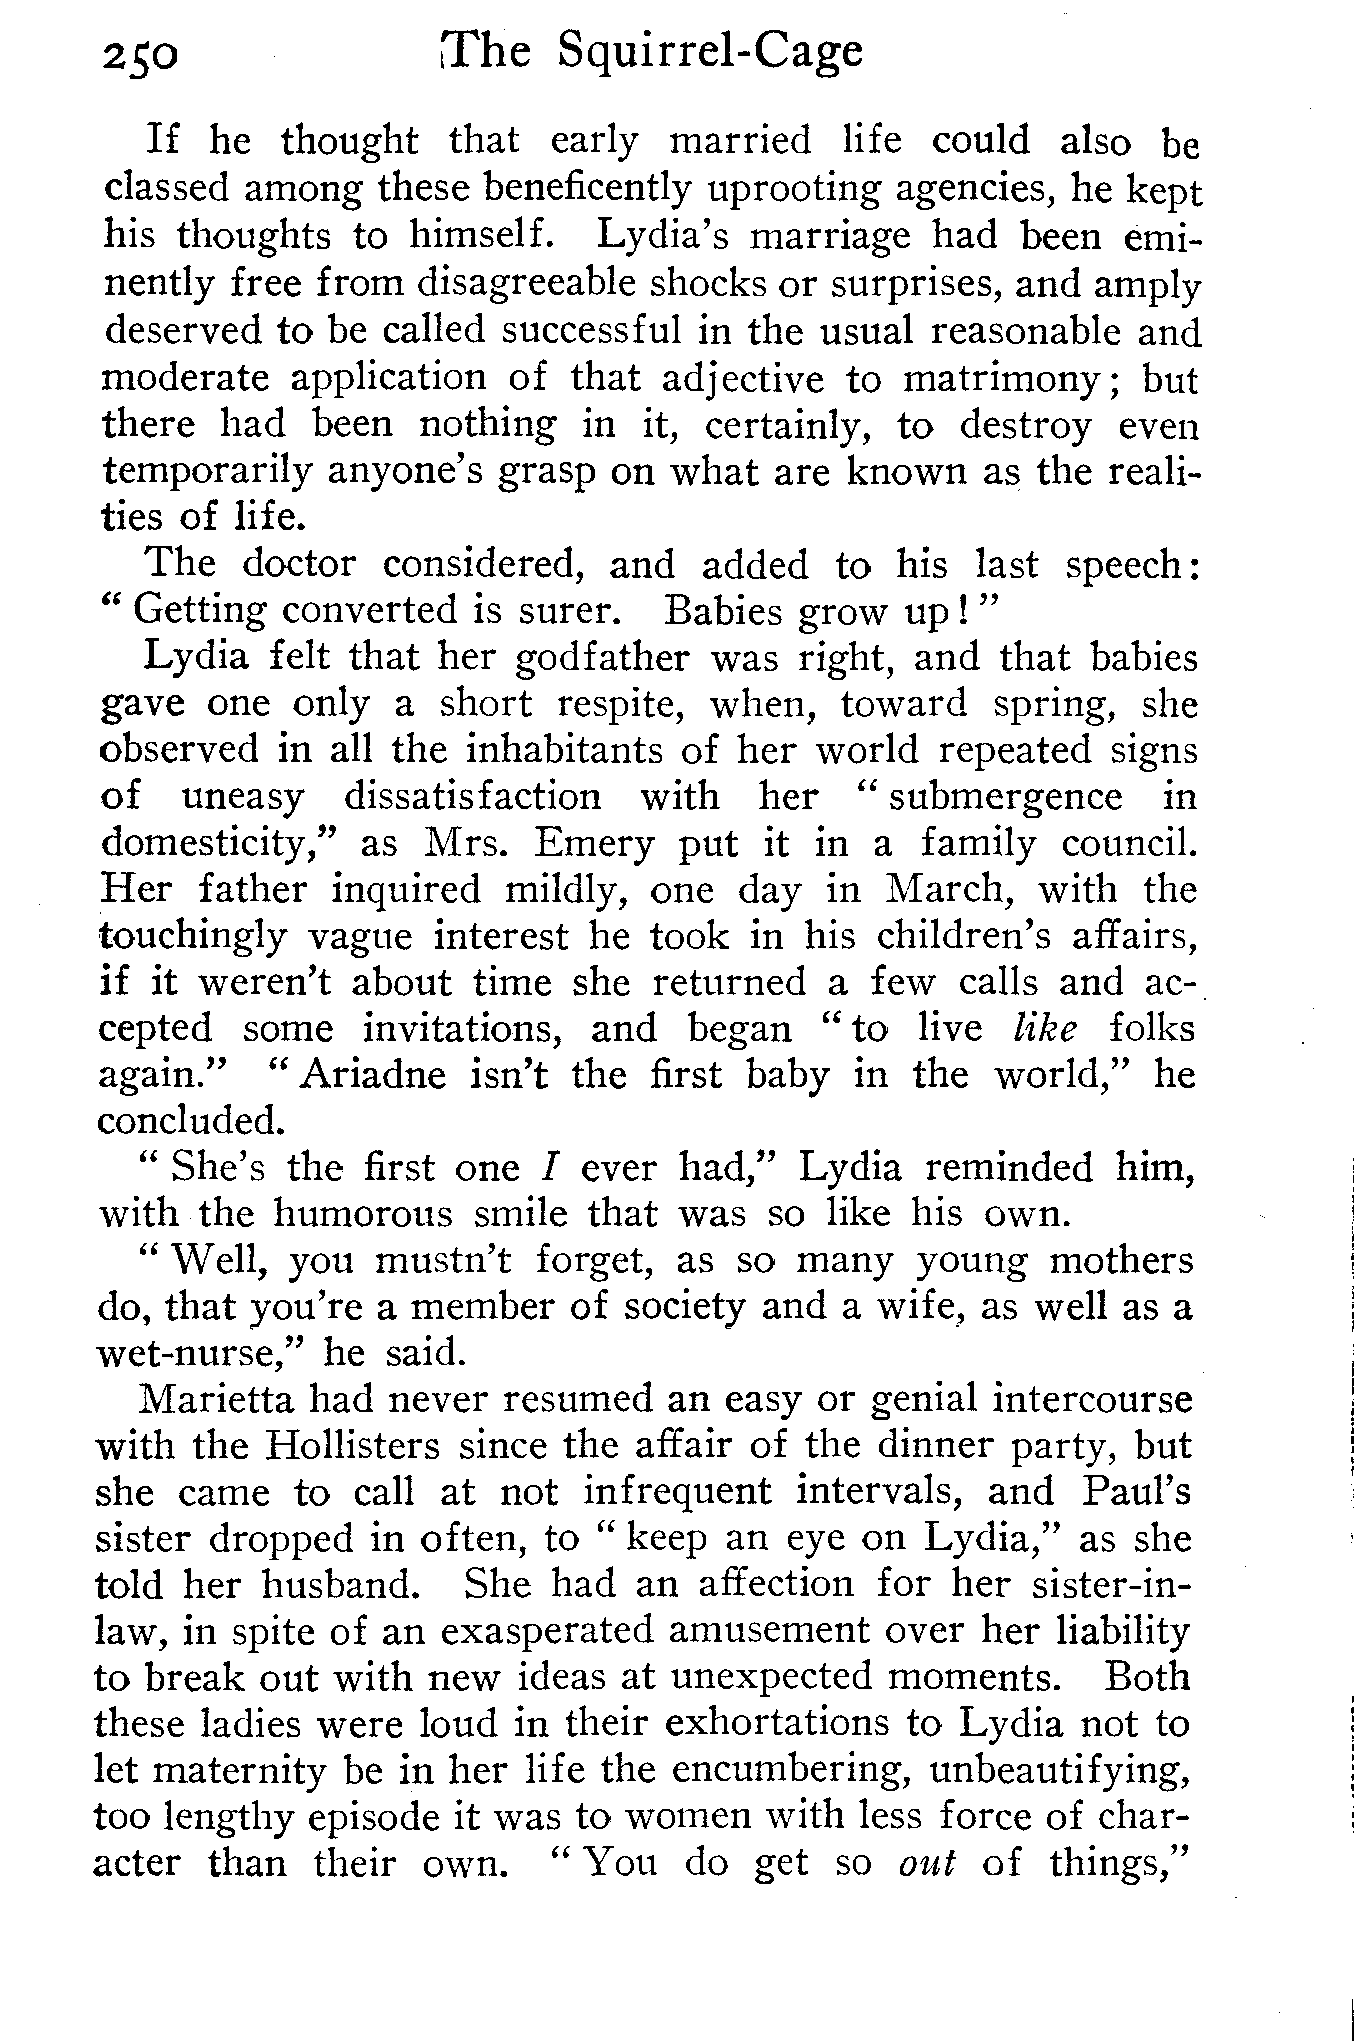 250 The Squirrel-Cage
If he thought that early married life could also be
classed among these beneficently uprooting agencies, he kept
his thoughts to himself. Lydia's marriage had been emi-
nently free from disagreeable shocks or surprises, and amply
deserved to be called successful in the usual reasonable and
moderate application of that adjective to matrimony; but
there had been nothing in it, certainly, to destroy even
temporarily anyone's grasp on what are known as the reali-
ties of life.
The doctor considered, and added to his last speech:
" Getting converted is surer. Babies grow up! "
Lydia felt that her godfather was right, and that babies
gave one only a short respite, when, toward spring, she
observed in all the inhabitants of her world repeated signs
of uneasy dissatisfaction with her " submergence in
domesticity," as Mrs. Emery put it in a family council.
Her father inquired mildly, one day in March, with the
touchingly vague interest he took in his children's affairs,
if it weren't about time she returned a few calls and ac-
cepted some invitations, and began " to live like folks
again." " Ariadne isn't the first baby in the world," he
concluded.
" She's the first one I ever had," Lydia reminded him,
with the humorous smile that was so like his own.
" Well, you mustn't forget, as so many young mothers
do, that you're a member of society and a wife, as well as a
wet-nurse," he said.
Marietta had never resumed an easy or genial intercourse
with the Hollisters since the affair of the dinner party, but
she came to call at not infrequent intervals, and Paul's
sister dropped in often, to " keep an eye on Lydia," as she
told her husband. She had an affection for her sister-in-
law, in spite of an exasperated amusement over her liability
to break out with new ideas at unexpected moments. Both
these ladies were loud in their exhortations to Lydia not to
let maternity be in her life the encumbering, unbeautifying,
too lengthy episode it was to women with less force of char-
acter than their own. " You do get so out of things,"